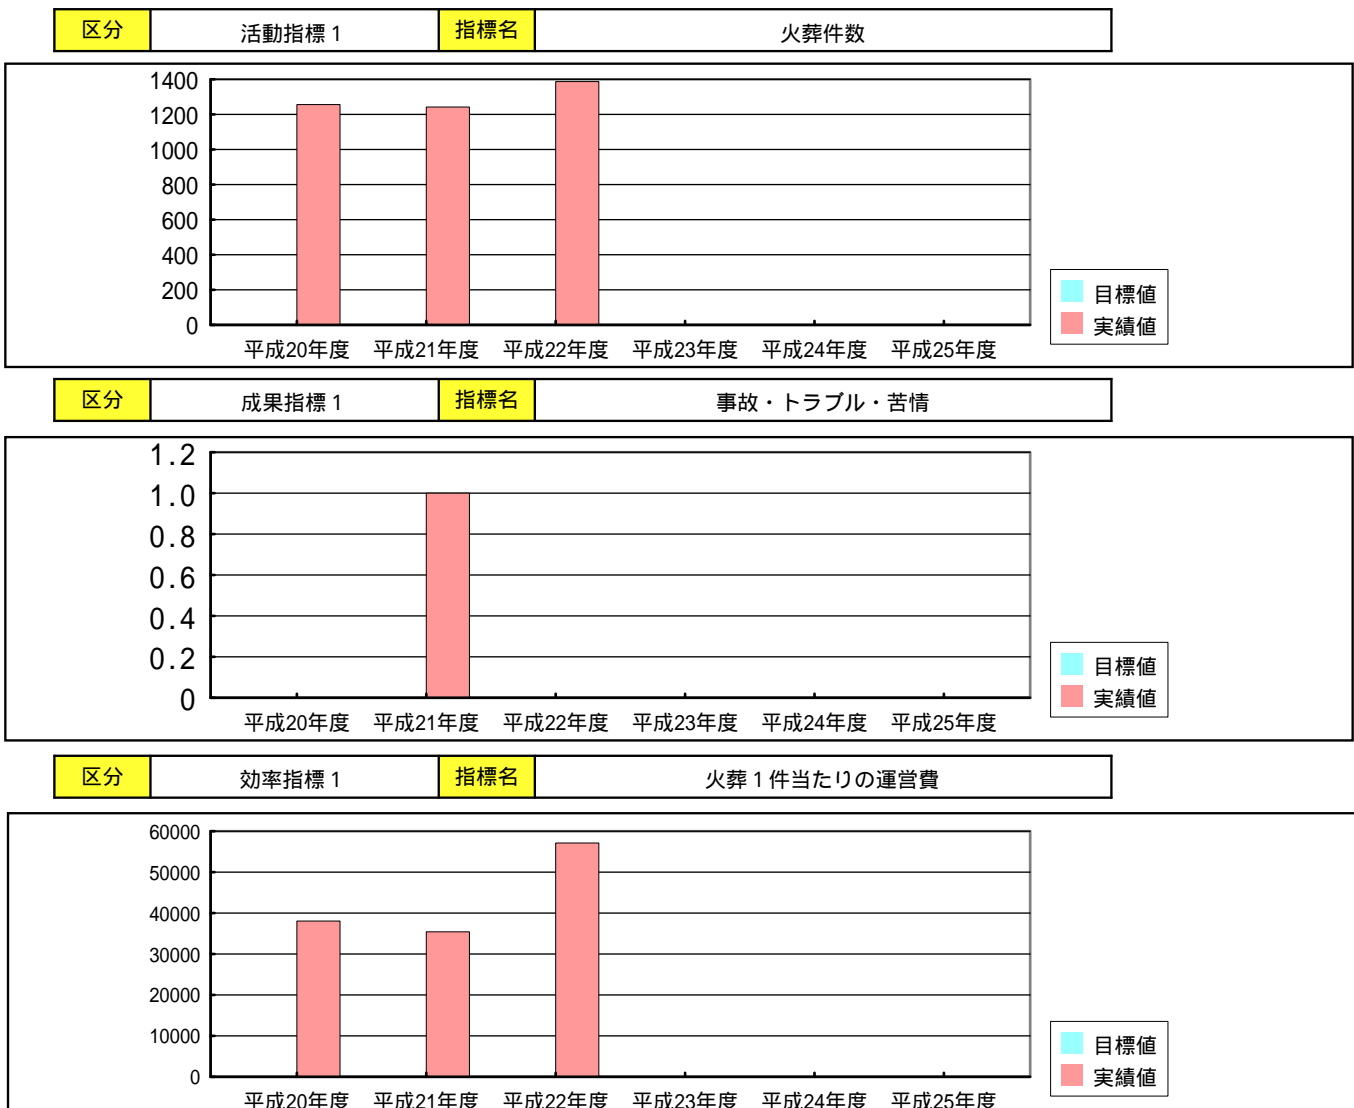 区分 活動指標１ 指標名 火葬件数
1400
1200
1000
800
600
400
200
0
平成20年度 平成21年度 平成22年度 平成23年度 平成24年度 平成25年度
目標値
実績値
区分 成果指標１ 指標名 事故・トラブル・苦情
1.2
1.0
0.8
0.6
0.4
0.2
0
平成20年度 平成21年度 平成22年度 平成23年度 平成24年度 平成25年度
目標値
実績値
区分 効率指標１ 指標名 火葬１件当たりの運営費
60000
50000
40000
30000
20000
10000
0
平成20年度 平成21年度 平成22年度 平成23年度 平成24年度 平成25年度
目標値
実績値